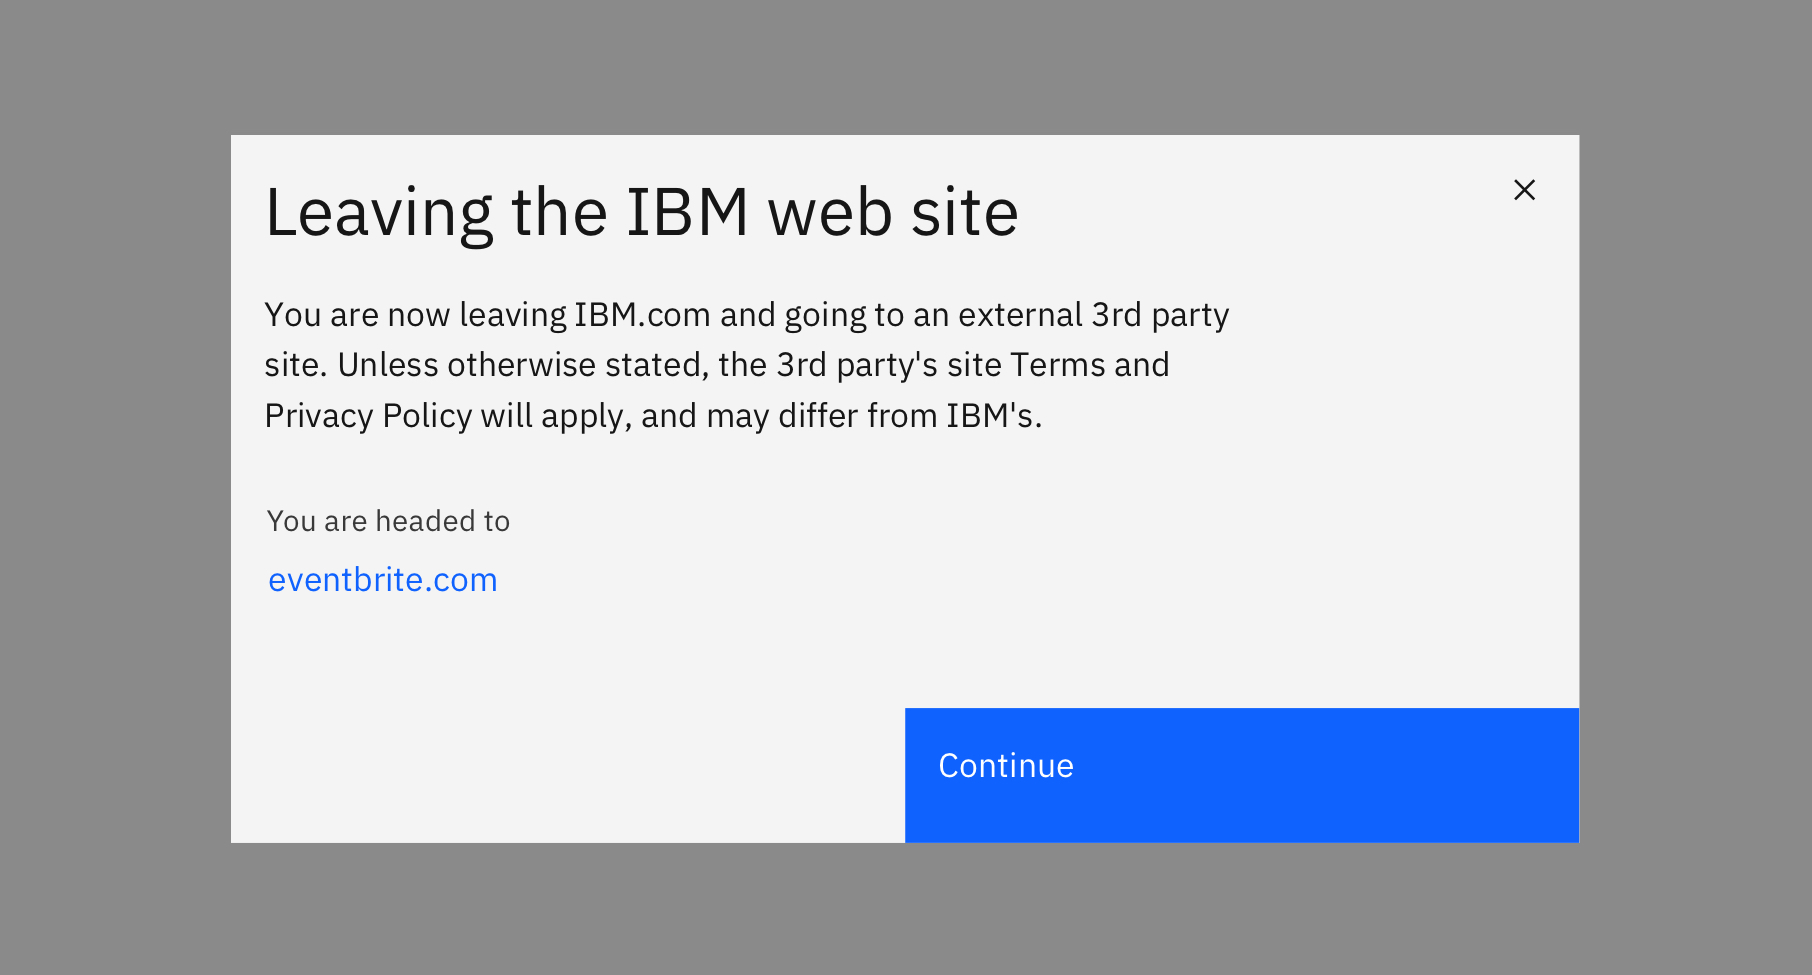 Leaving the IBM web site
You are now leaving IBM.com and going to an external 3rd party
site. Unless otherwise stated, the 3rd party's site Terms and
Privacy Policy will apply, and may differ from IBM's.
You are headed to
eventbrite.com
Continue